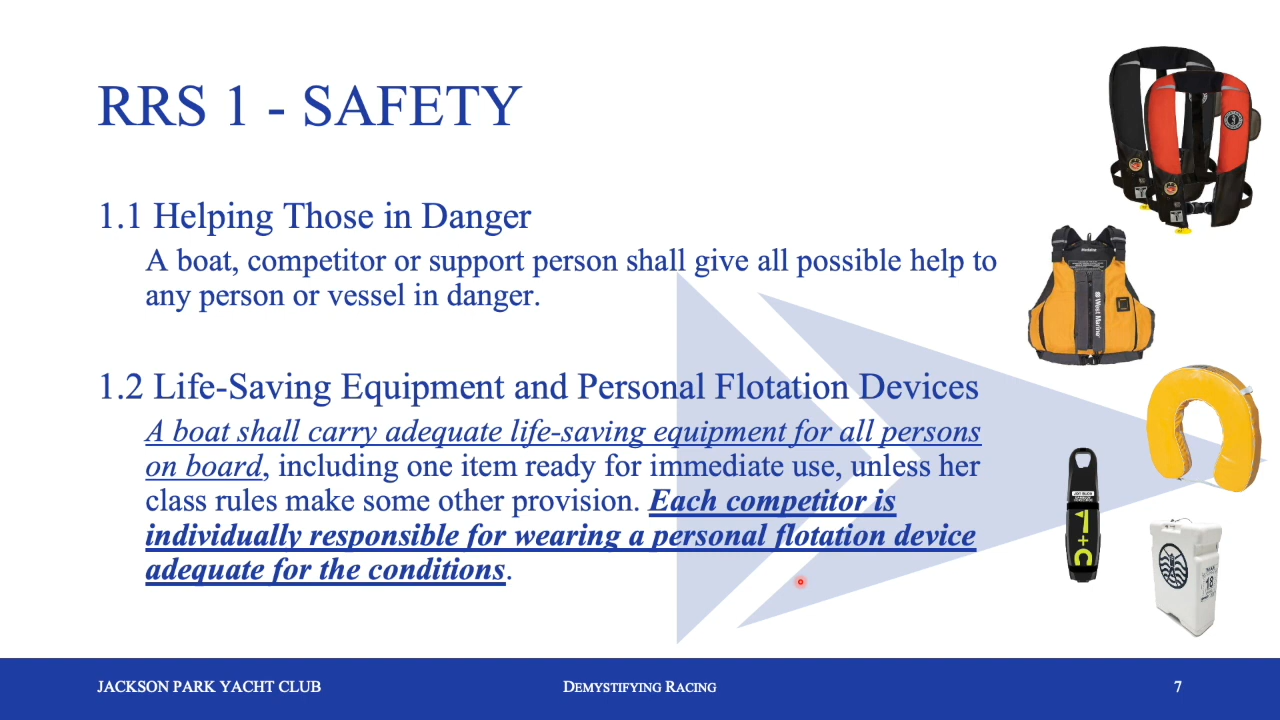 RRS 1 - SAFETY
1.1 Helping Those in Danger
A boat, competitor or support person shall give all possible help to
any person or vessel in danger.
1.2 Life-Saving Equipment and Personal Flotation Devices
A boat shall carry adequate life-saving equipment for all persons
on board, including one item ready for immediate use, unless her
class rules make some other provision. Each competitor is
individually responsible for wearing a personal flotation device
adequate for the conditions.
West Marine
18
JACKSON PARK YACHT CLUB
DEMYSTIFYING RACING
7